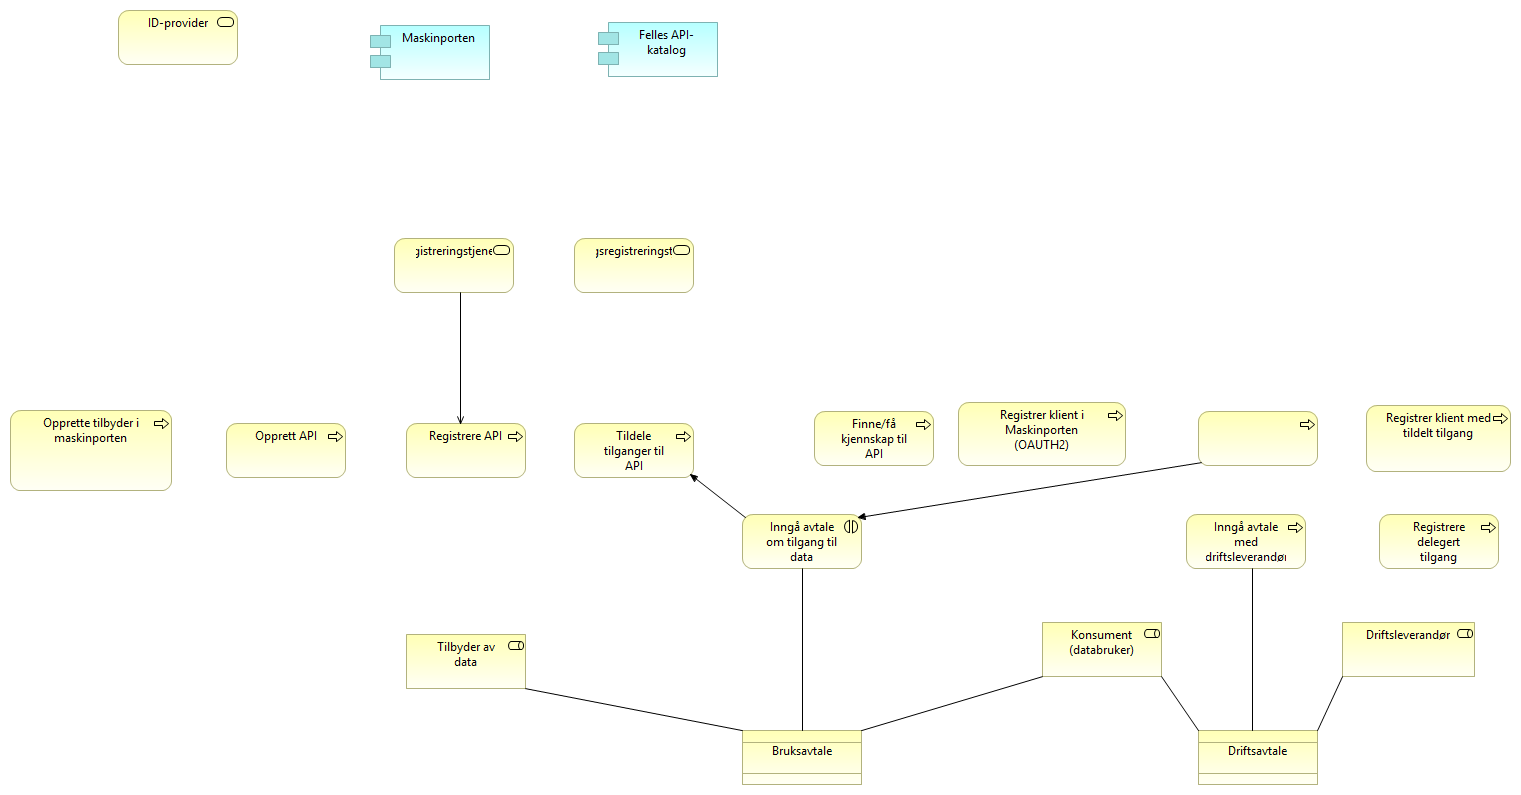 ID-provider
Maskinporten
Felles API-
katalog
gistreringstjene
gsregistreringst
Opprette tilbyder i
maskinporten
Opprett API
Registrere API
Tildele
tilganger til
API
Finne/få
kjennskap til
API
Registrer klient i
Maskinporten
(OAUTH2)
Registrer klient med
tildelt tilgang
Inngå avtale
om tilgang til
data
Inngå avtale
med
driftsleverandør
Registrere
delegert
tilgang
Tilbyder av
data
Konsument
(databruker)
Driftsleverandør
Bruksavtale
Driftsavtale